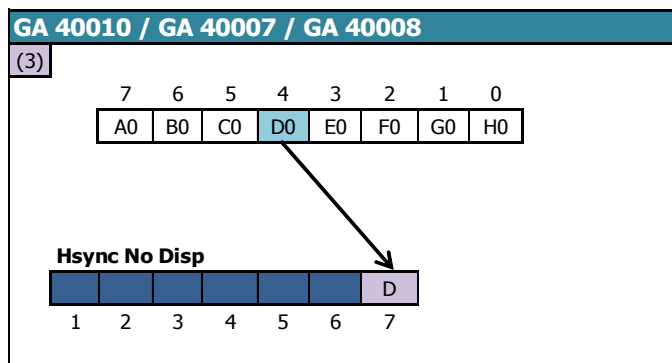 GA 40010 / GA 40007 / GA 40008
(3)
7 6 5 4 3 2 1 0
A0 B0 C0 D0 E0 F0 G0 H0
Hsync No Disp
D
1 2 3 4 5 6 7